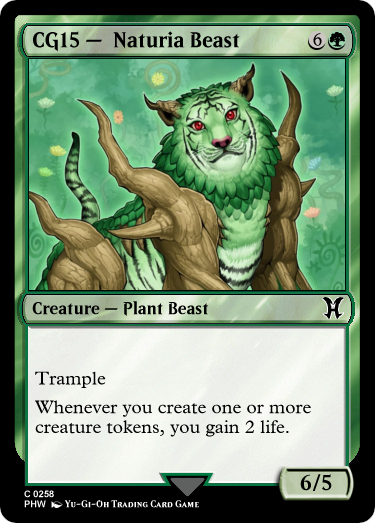 CG15 — Naturia Beast 6
Creature — Plant Beast
Trample
Whenever you create one or more
creature tokens, you gain 2 life.
6/5
C 0258
PHW Yu-Gi-Oh Trading Card Game